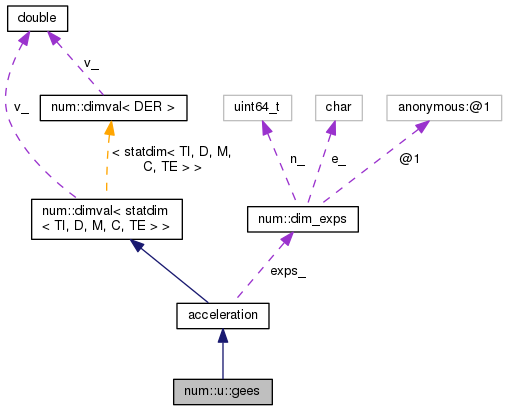 double
v_
v_
num::dimval< DER >
uint64_t
char
anonymous:@1
< statdim< TI, D, M,
C, TE > >
n_
e_
@1
num::dimval< statdim
< TI, D, M, C, TE > >
num::dim_exps
exps_
acceleration
num::u::gees